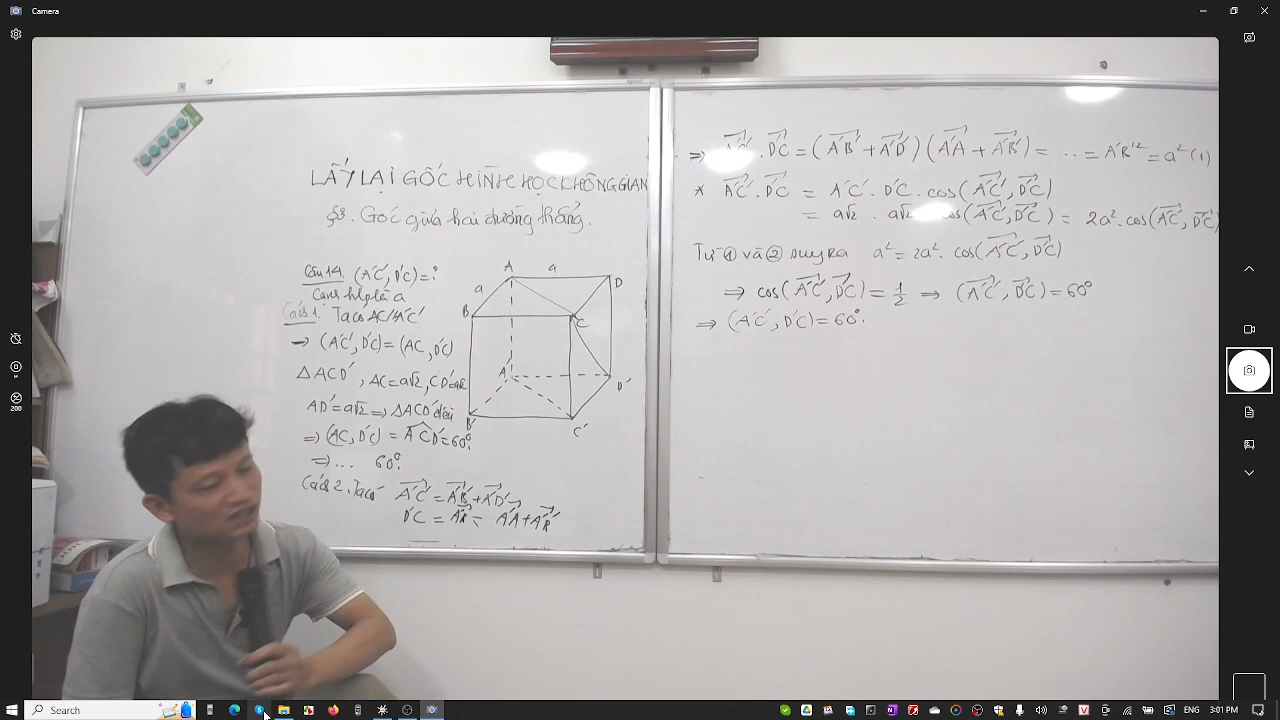 Camera
LẤY LẠI GỐC HÌNH HỌC KHÔNG GIAN
§3. Góc giữa hai đường thẳng.
Câu 14. (A'C', D'C) = ?
Cạnh hlp là a
Cách 1. Ta có AC//A'C'
→ (A'C', D'C) = (AC, D'C)
△ACD', AC = a√2, CD' = a√2
AD' = a√2 ⇒ △ACD' đều
⇒ (AC, D'C) = ACD' = 60°
⇒ ... 60°.
Cách 2. Ta có A'C' = A'B' + A'D'
D'C = A'B = A'A + A'B'
A a D
a
B C
A' D'
B' C'
⇒ A'C' . D'C = (A'B' + A'D')(A'A + A'B') = ... = A'B'² = a² (1)
* A'C' . D'C = A'C' . D'C . cos(A'C', D'C)
= a√2 . a√2 cos(A'C', D'C) = 2a². cos(A'C', D'C)
Từ ① và ② suy ra a² = 2a². cos(A'C', D'C)
⇒ cos(A'C', D'C) = 1/2 ⇒ (A'C', D'C) = 60°
⇒ (A'C', D'C) = 60°.
200
Search
ENG 3:01 PM